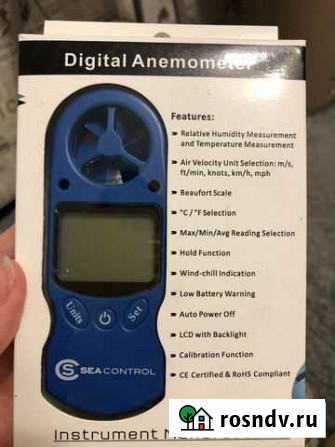 Digital Anemometer
Features:
Relative Humidity Measurement
and Temperature Measurement
Air Velocity Unit Selection: m/s,
ft/min, knots, km/h, mph
Beaufort Scale
°C /°F Selection
Max/Min/Avg Reading Selection
Hold Function
Wind-chill Indication
Low Battery Warning
Auto Power Off
LCD with Backlight
Calibration Function
CE Certified & RoHS Compliant
Units
Set
SEA CONTROL
Instrument
rosndv.ru